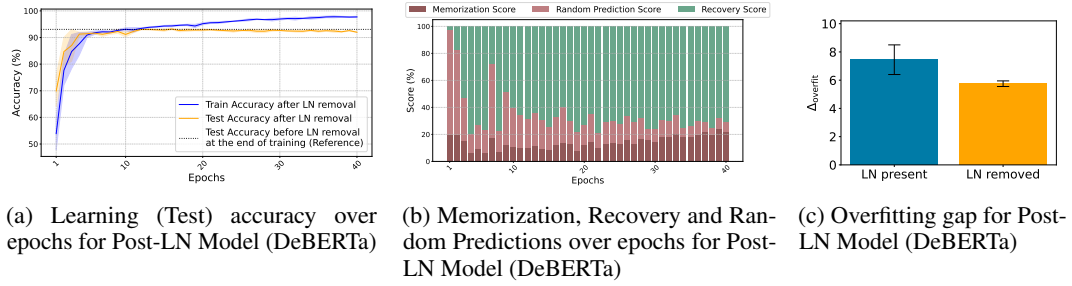 100
90
80
70
60
50
Accuracy (%)
Train Accuracy after LN removal
Test Accuracy after LN removal
Test Accuracy before LN removal
at the end of training (Reference)
1
10
20
30
40
Epochs
Memorization Score
Random Prediction Score
Recovery Score
100
80
60
40
20
0
Score (%)
1
10
20
30
40
Epochs
8
6
4
2
0
Δoverfit
LN present
LN removed
(a) Learning (Test) accuracy over
epochs for Post-LN Model (DeBERTa)
(b) Memorization, Recovery and Ran-
dom Predictions over epochs for Post-
LN Model (DeBERTa)
(c) Overfitting gap for Post-
LN Model (DeBERTa)